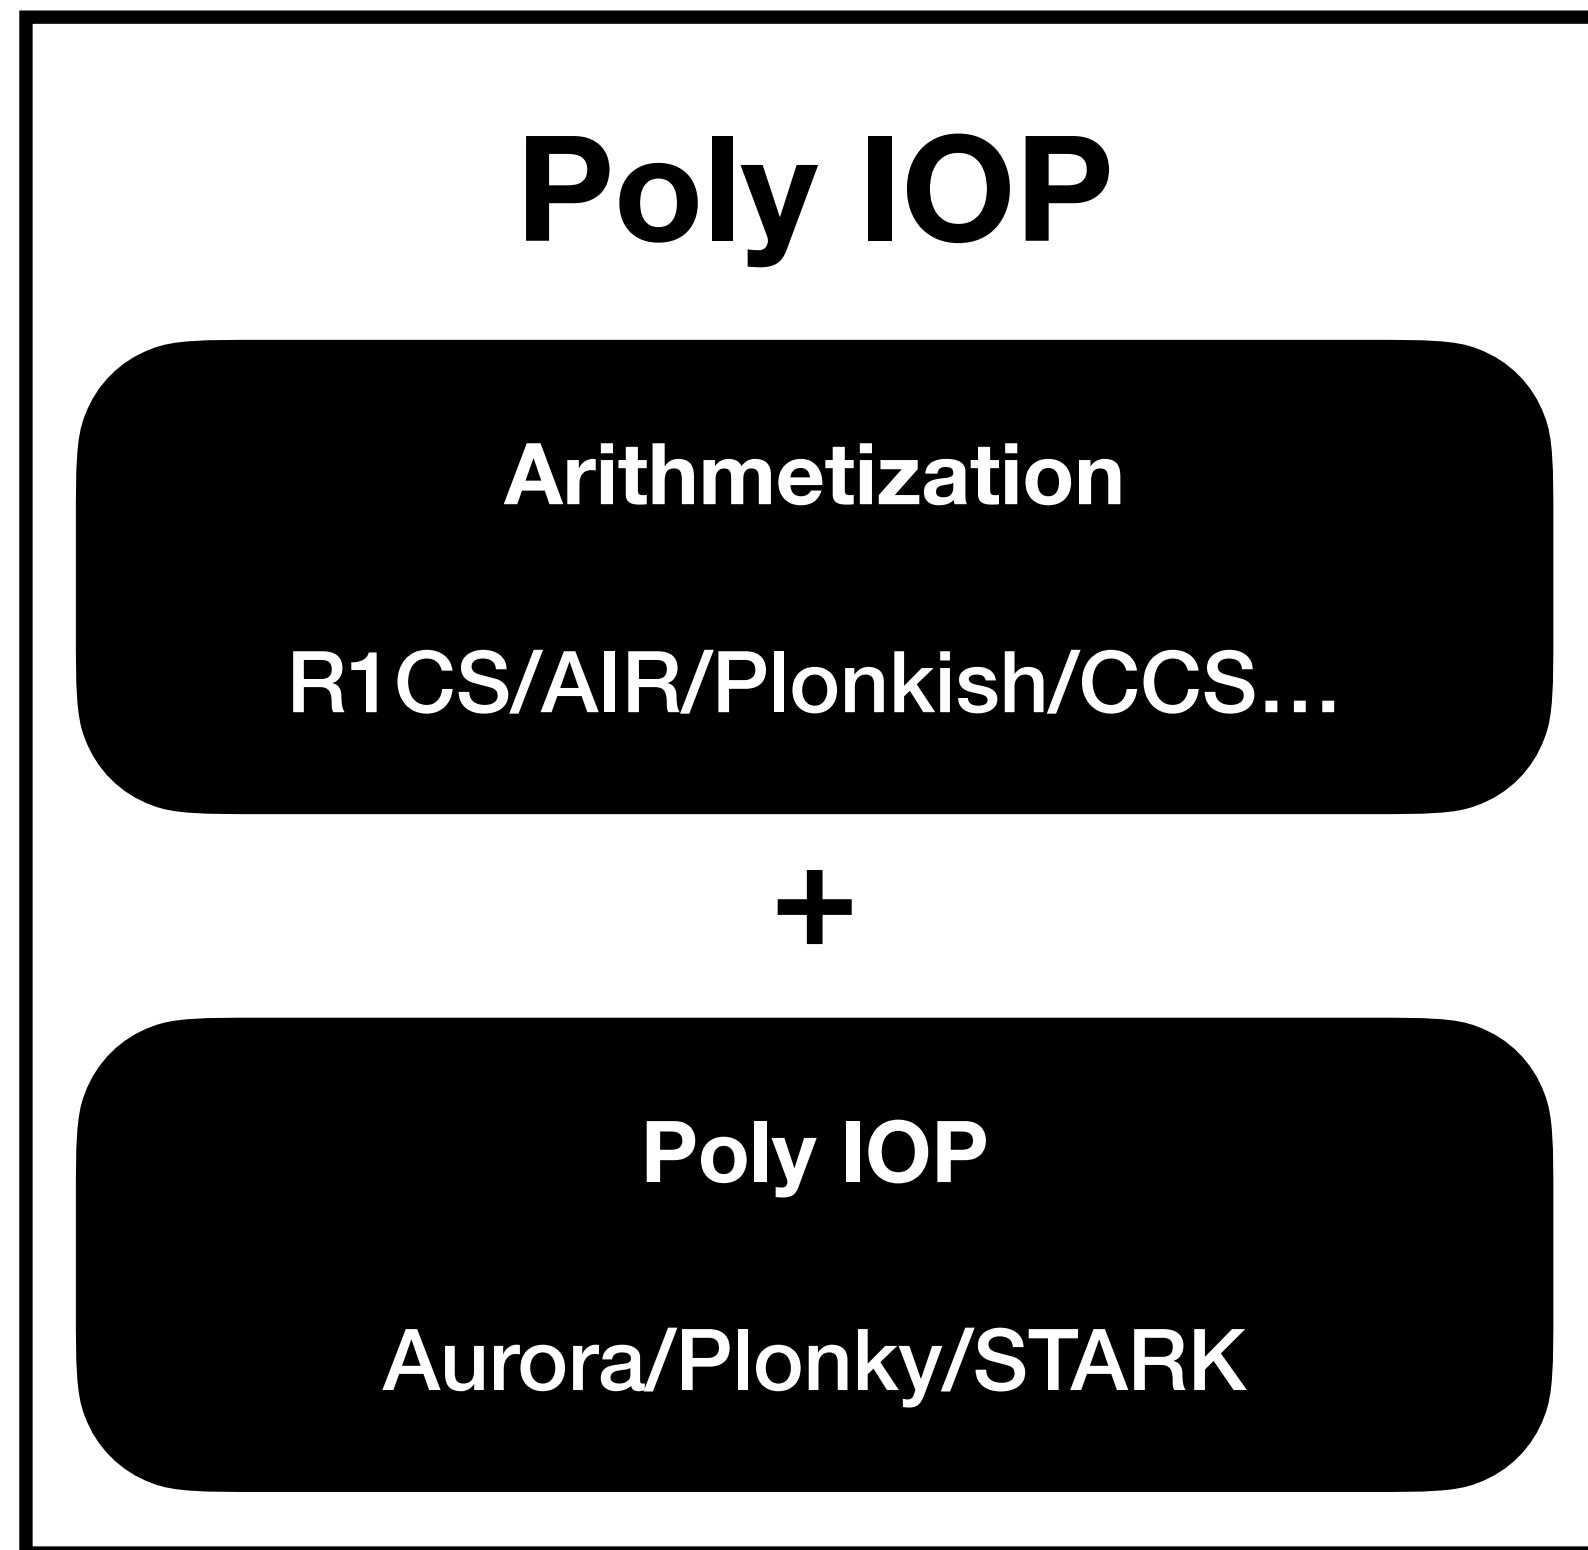 Poly IOP
Arithmetization
R1CS/AIR/Plonkish/CCS…
+
Poly IOP
Aurora/Plonky/STARK